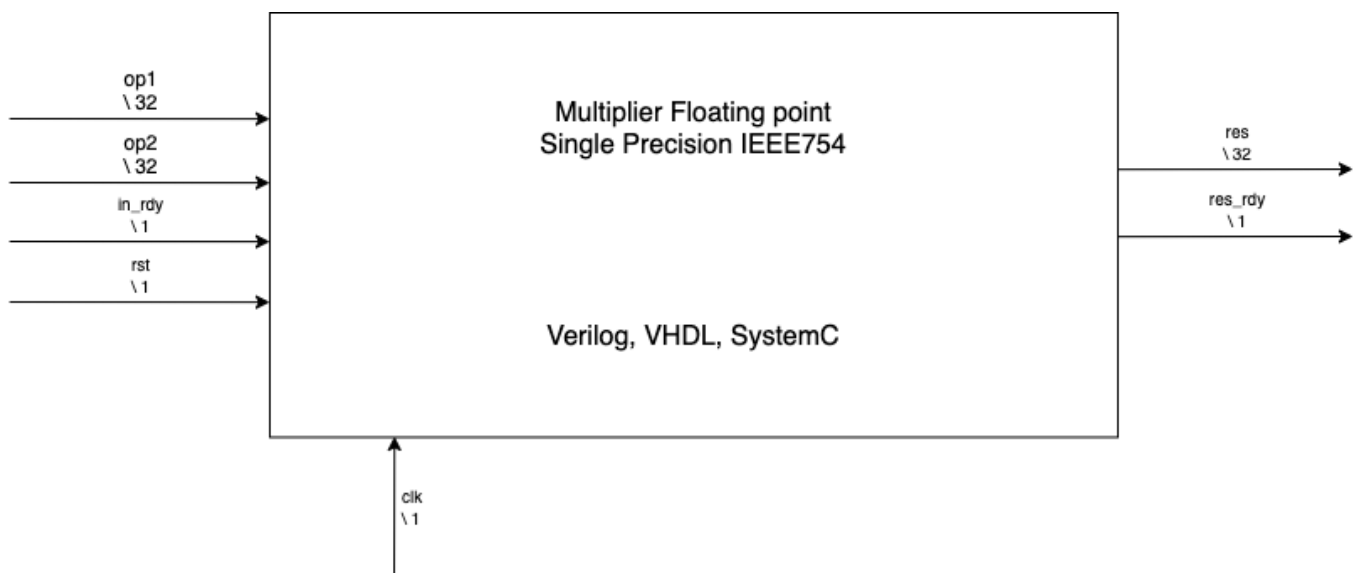 op1
\ 32
op2
\ 32
in_rdy
\ 1
rst
\ 1
Multiplier Floating point
Single Precision IEEE754
Verilog, VHDL, SystemC
res
\ 32
res_rdy
\ 1
clk
\ 1